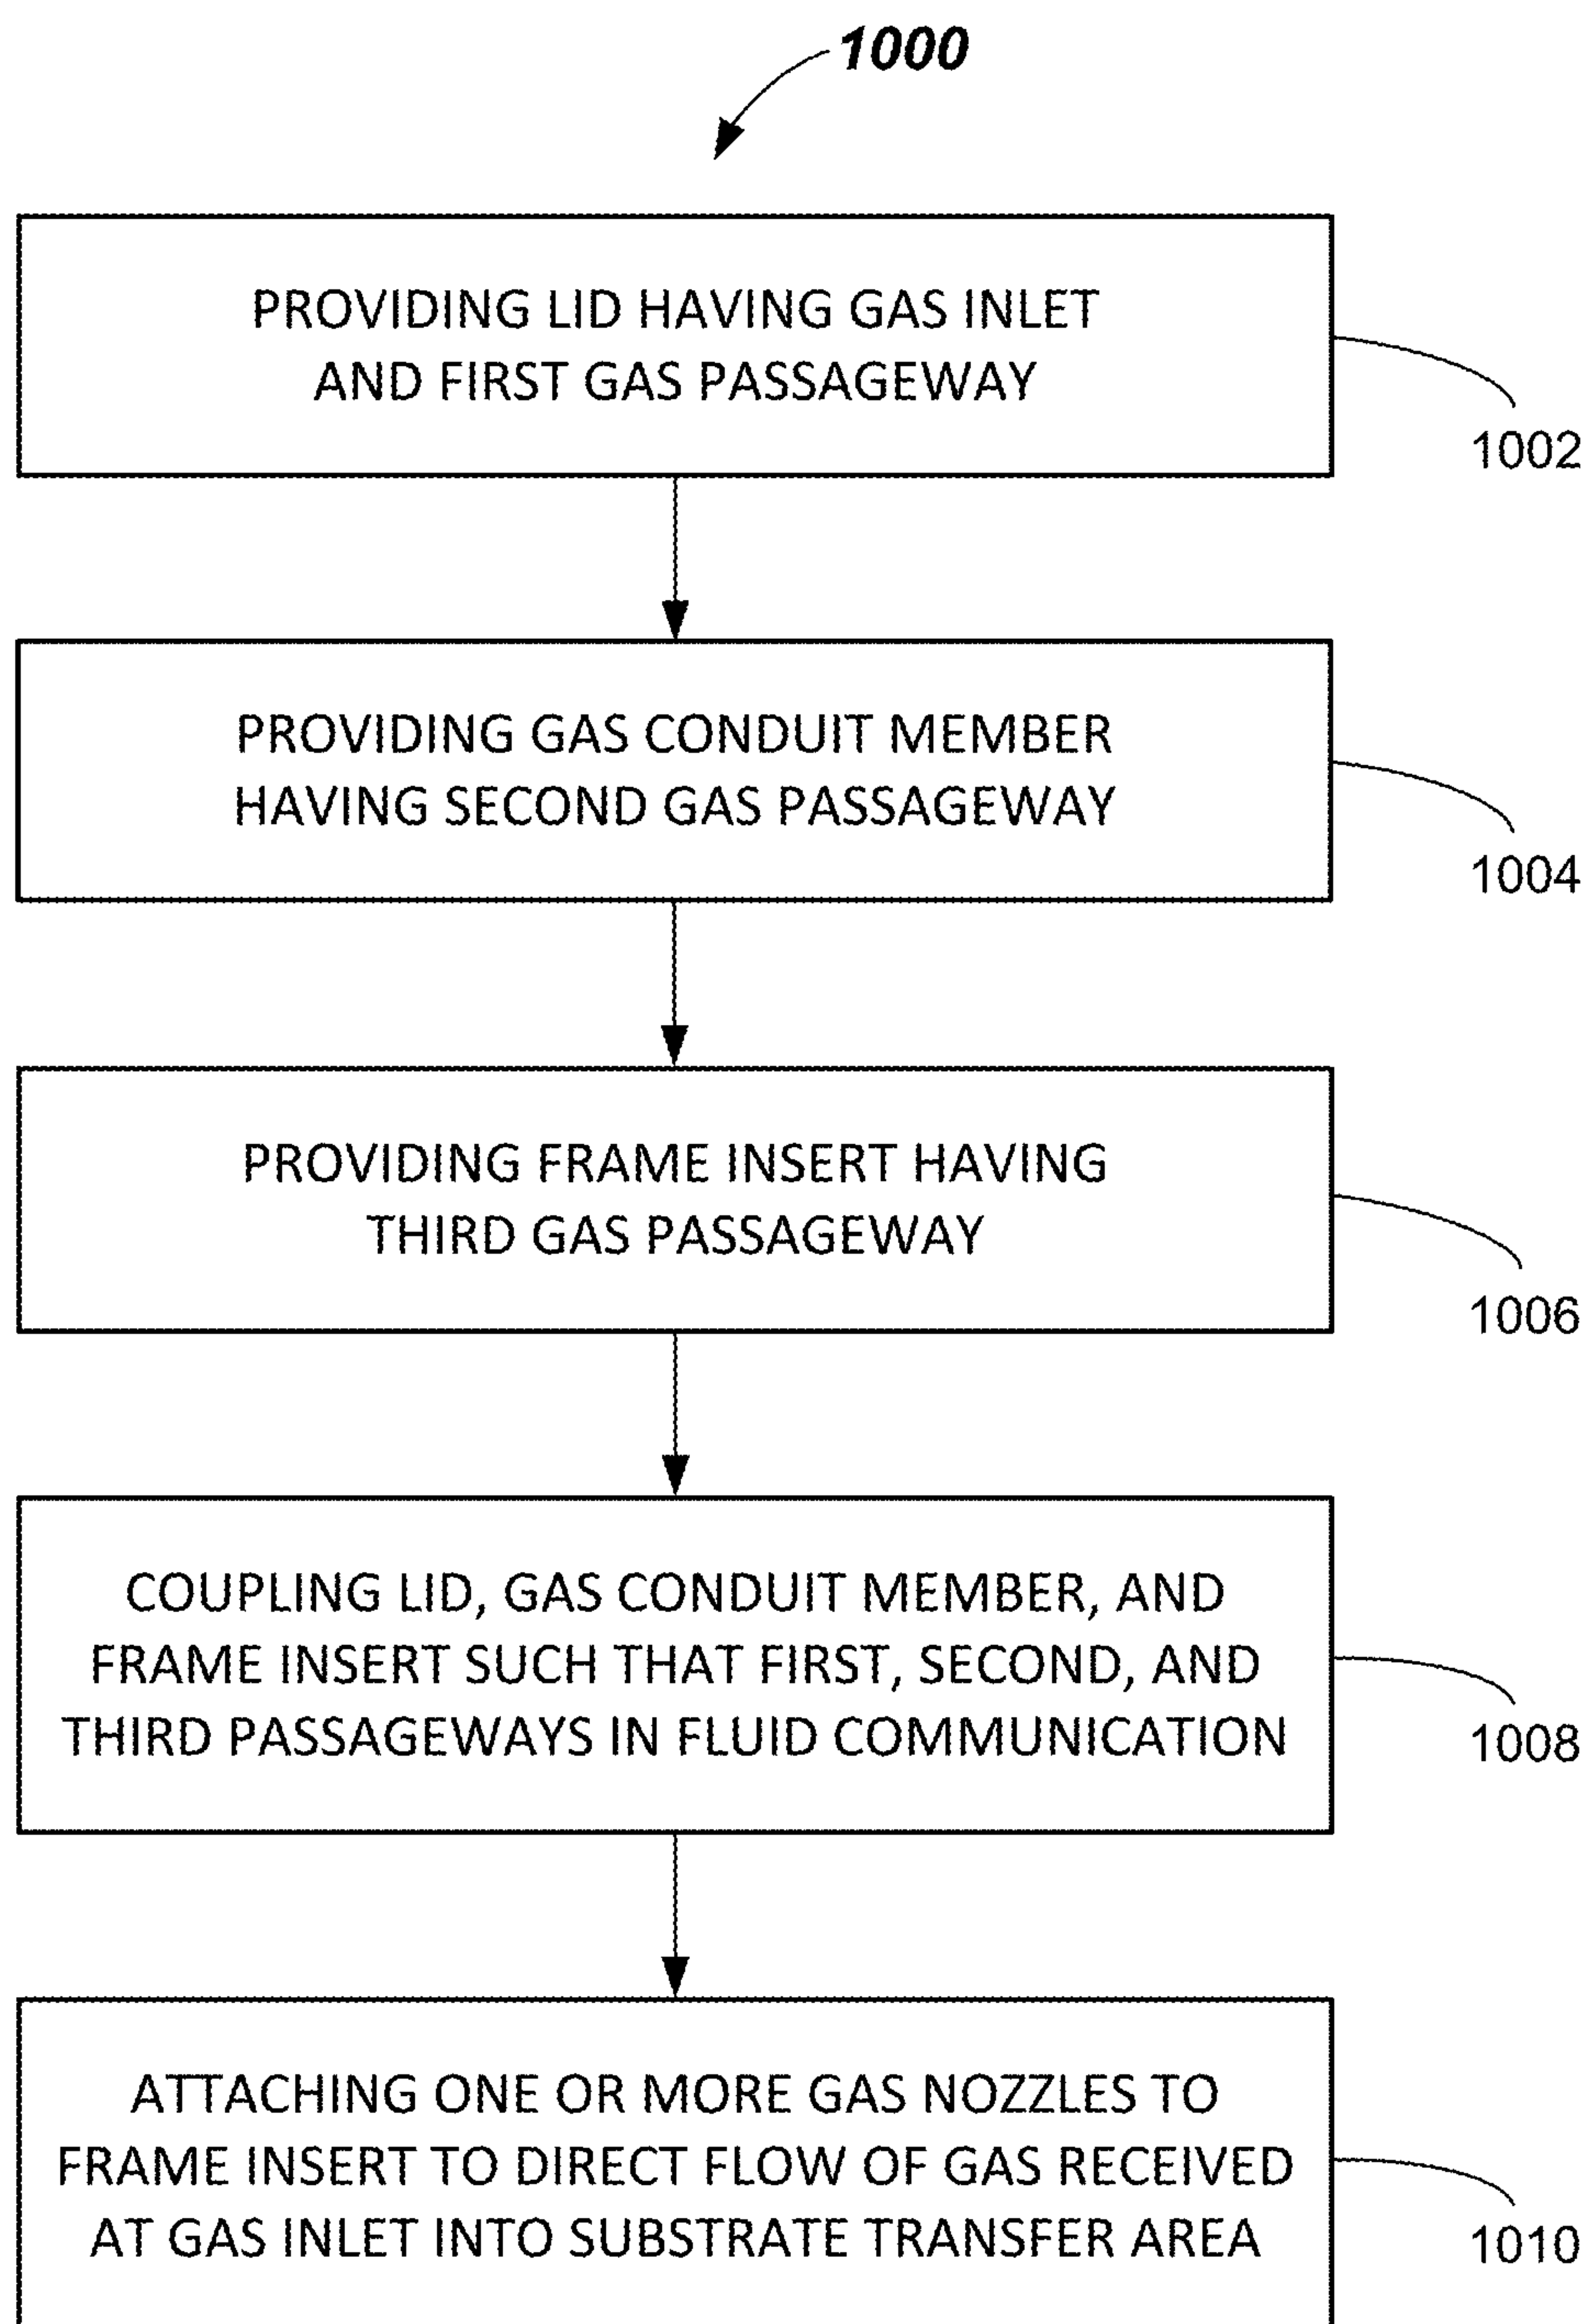 1000
PROVIDING LID HAVING GAS INLET
AND FIRST GAS PASSAGEWAY
1002
PROVIDING GAS CONDUIT MEMBER
HAVING SECOND GAS PASSAGEWAY
1004
PROVIDING FRAME INSERT HAVING
THIRD GAS PASSAGEWAY
1006
COUPLING LID, GAS CONDUIT MEMBER, AND
FRAME INSERT SUCH THAT FIRST, SECOND, AND
THIRD PASSAGEWAYS IN FLUID COMMUNICATION
1008
ATTACHING ONE OR MORE GAS NOZZLES TO
FRAME INSERT TO DIRECT FLOW OF GAS RECEIVED
AT GAS INLET INTO SUBSTRATE TRANSFER AREA
1010